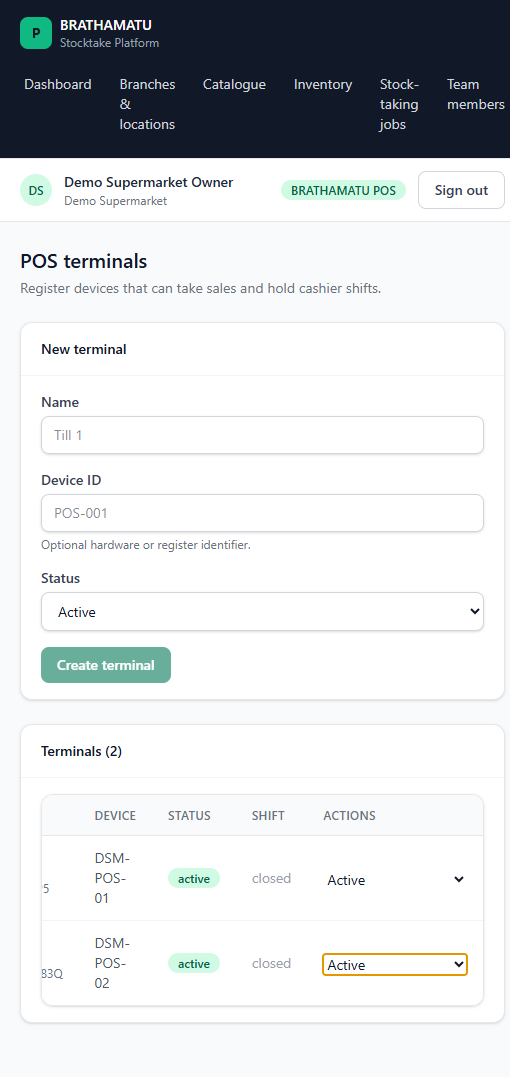 P
BRATHAMATU
Stocktake Platform
Dashboard
Branches
&
locations
Catalogue
Inventory
Stock-
taking
jobs
Team
members
DS
Demo Supermarket Owner
Demo Supermarket
BRATHAMATU POS
Sign out
POS terminals
Register devices that can take sales and hold cashier shifts.
New terminal
Name
Till 1
Device ID
POS-001
Optional hardware or register identifier.
Status
Active
Create terminal
Terminals (2)
DEVICE STATUS SHIFT ACTIONS
DSM-
POS-
01
5
active
closed
Active
DSM-
POS-
02
83Q
active
closed
Active